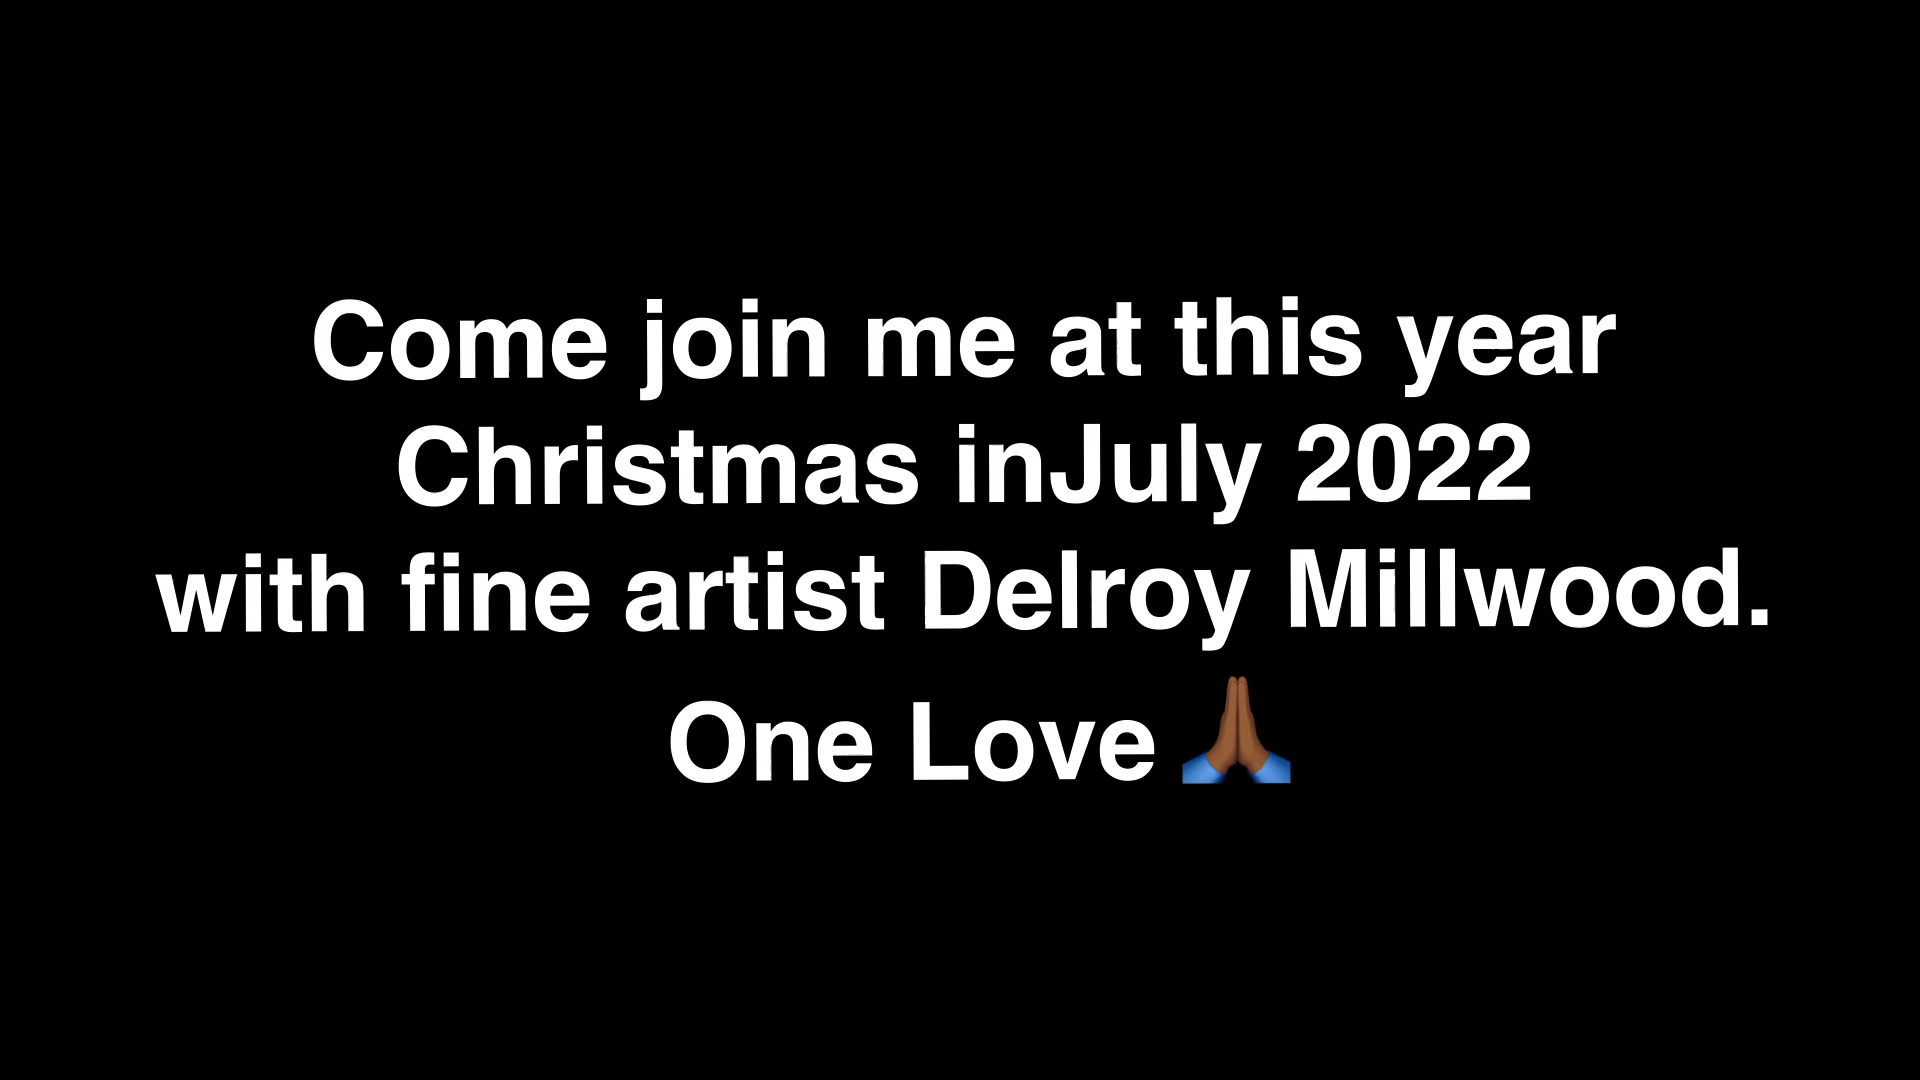 Come join me at this year
Christmas inJuly 2022
with fine artist Delroy Millwood.
One Love 🙏🏾